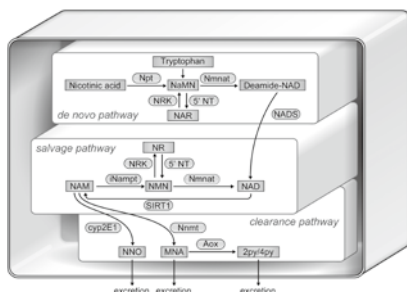 Tryptophan
Nicotinic acid
Npt
NaMN
Nmnat
Deamide-NAD
NRK
5' NT
NADS
NAR
de novo pathway
salvage pathway
NR
NRK
5' NT
NAM
iNampt
NMN
Nmnat
NAD
SIRT1
clearance pathway
cyp2E1
Nnmt
NNO
MNA
Aox
2py/4py
excretion
excretion
excretion